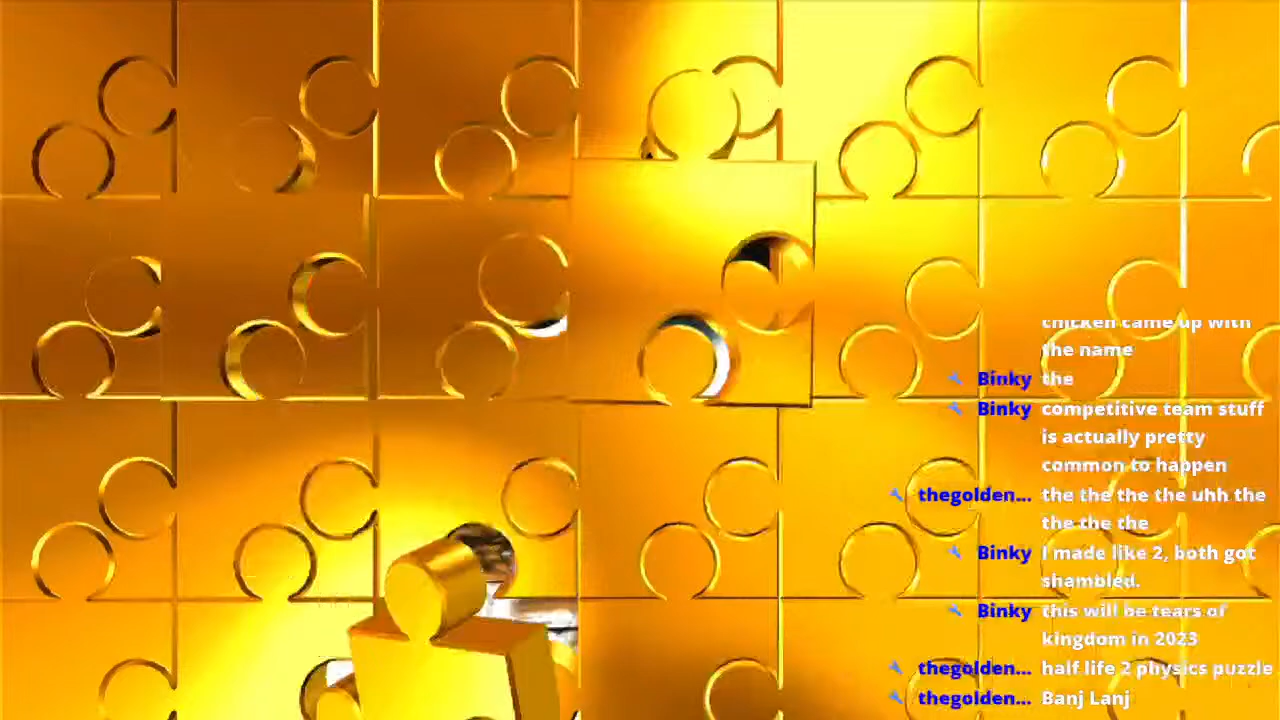 chicken came up with
the name
Binky the
Binky competitive team stuff
is actually pretty
common to happen
thegolden... the the the the uhh the
the the the
Binky I made like 2, both got
shambled.
Binky this will be tears of
kingdom in 2023
thegolden... half life 2 physics puzzle
thegolden... Banj Lanj